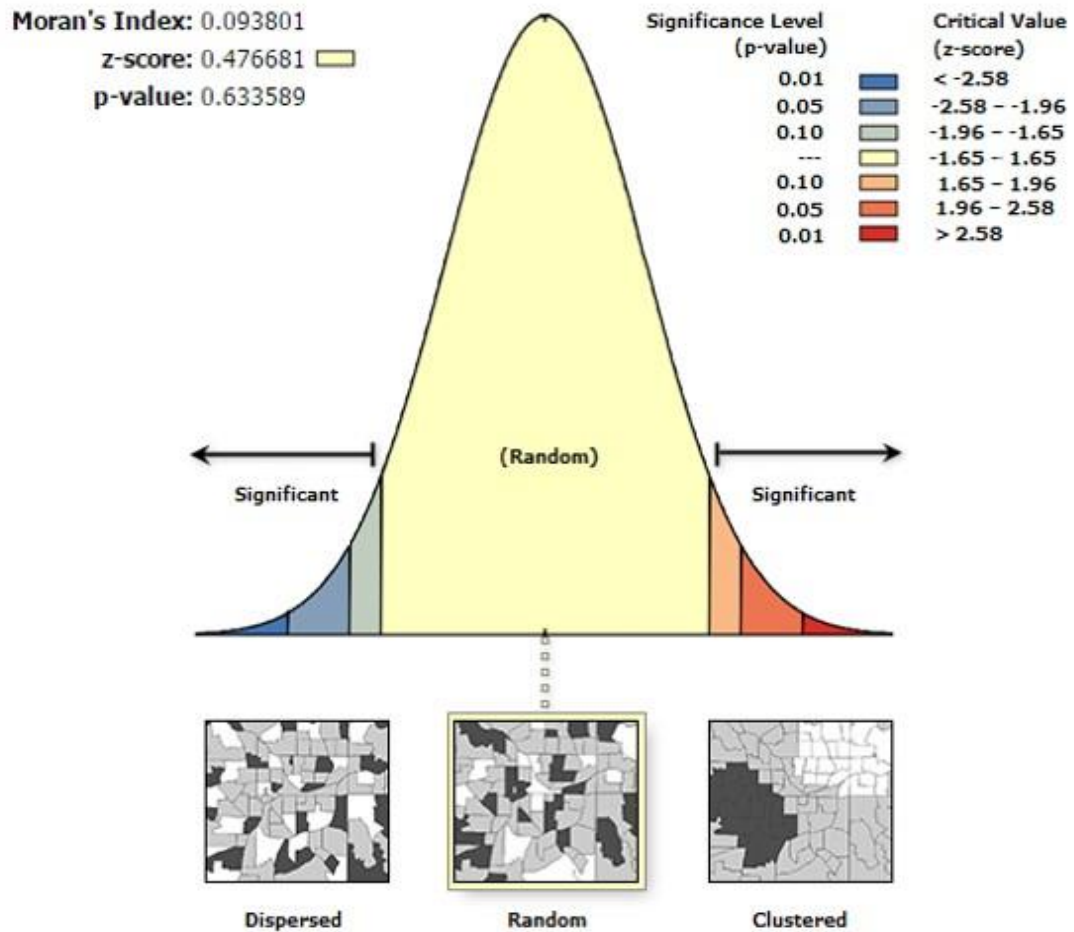 Moran's Index: 0.093801
z-score: 0.476681
p-value: 0.633589
Significance Level
(p-value)
Critical Value
(z-score)
0.01 < -2.58
0.05 -2.58 – -1.96
0.10 -1.96 – -1.65
--- -1.65 – 1.65
0.10 1.65 – 1.96
0.05 1.96 – 2.58
0.01 > 2.58
(Random)
Significant Significant
Dispersed Random Clustered